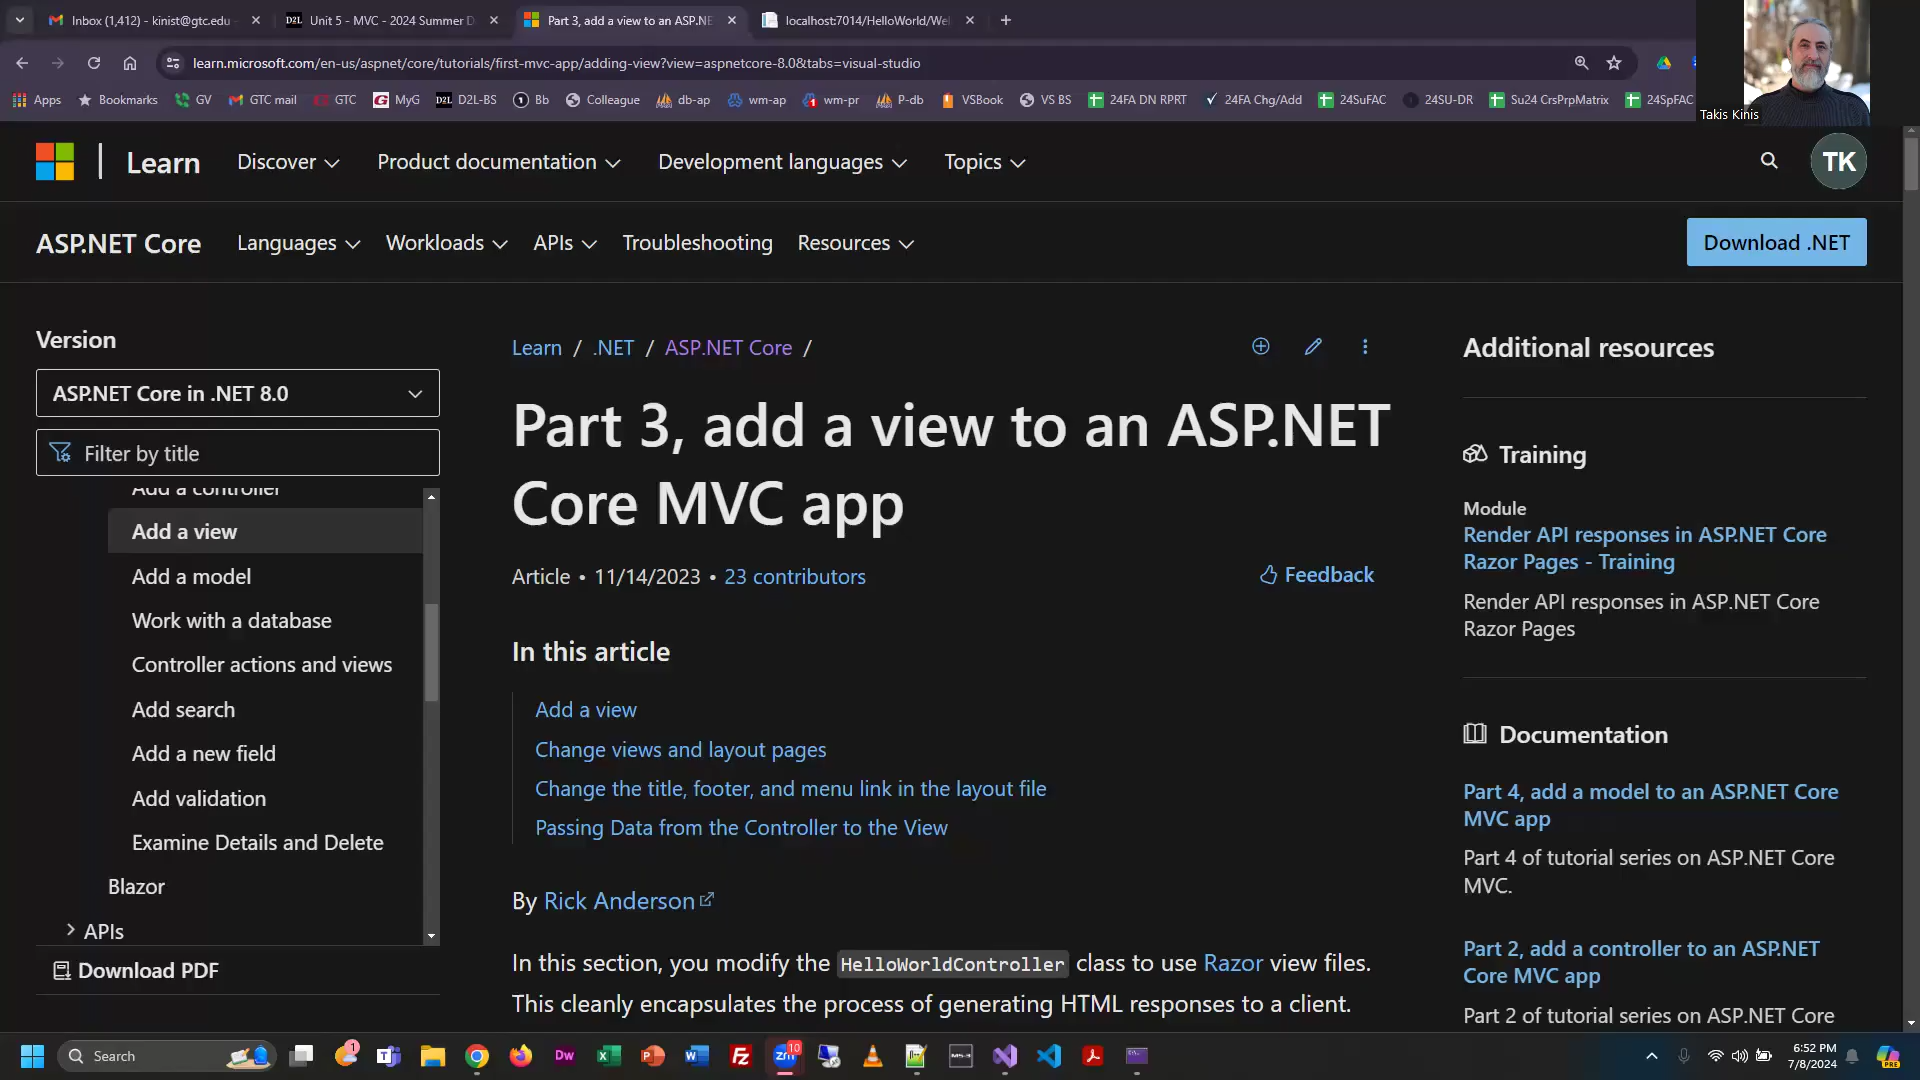 Inbox (1,412) - kinist@gtc.edu
D2L Unit 5 - MVC - 2024 Summer D
Part 3, add a view to an ASP.NE
localhost:7014/HelloWorld/Wel
learn.microsoft.com/en-us/aspnet/core/tutorials/first-mvc-app/adding-view?view=aspnetcore-8.0&tabs=visual-studio
Apps Bookmarks GV GTC mail GTC MyG D2L D2L-BS Bb Colleague db-ap wm-ap wm-pr P-db VSBook VS BS 24FA DN RPRT 24FA Chg/Add 24SuFAC 24SU-DR Su24 CrsPrpMatrix 24SpFAC
Takis Kinis
Learn Discover Product documentation Development languages Topics
TK
ASP.NET Core Languages Workloads APIs Troubleshooting Resources
Download .NET
Version
ASP.NET Core in .NET 8.0
Filter by title
Add a controller
Add a view
Add a model
Work with a database
Controller actions and views
Add search
Add a new field
Add validation
Examine Details and Delete
Blazor
APIs
Download PDF
Learn / .NET / ASP.NET Core /
Part 3, add a view to an ASP.NET
Core MVC app
Article • 11/14/2023 • 23 contributors
Feedback
In this article
Add a view
Change views and layout pages
Change the title, footer, and menu link in the layout file
Passing Data from the Controller to the View
By Rick Anderson
In this section, you modify the HelloWorldController class to use Razor view files.
This cleanly encapsulates the process of generating HTML responses to a client.
Additional resources
Training
Module
Render API responses in ASP.NET Core
Razor Pages - Training
Render API responses in ASP.NET Core
Razor Pages
Documentation
Part 4, add a model to an ASP.NET Core
MVC app
Part 4 of tutorial series on ASP.NET Core
MVC.
Part 2, add a controller to an ASP.NET
Core MVC app
Part 2 of tutorial series on ASP.NET Core
Search
1
Dw
10
6:52 PM
7/8/2024
PRE